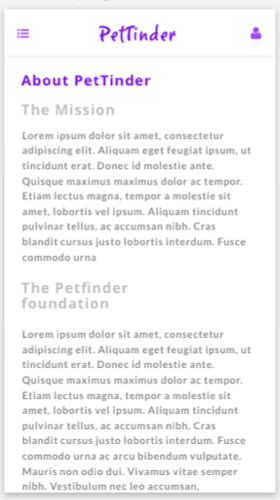 PetTinder
About PetTinder
The Mission
Lorem ipsum dolor sit amet, consectetur
adipiscing elit. Aliquam eget feugiat ipsum, ut
tincidunt erat. Donec id molestie ante.
Quisque maximus maximus dolor ac tempor.
Etiam lectus magna, tempor a molestie sit
amet, lobortis vel ipsum. Aliquam tincidunt
pulvinar tellus, ac accumsan nibh. Cras
blandit cursus justo lobortis interdum. Fusce
commodo urna
The Petfinder
foundation
Lorem ipsum dolor sit amet, consectetur
adipiscing elit. Aliquam eget feugiat ipsum, ut
tincidunt erat. Donec id molestie ante.
Quisque maximus maximus dolor ac tempor.
Etiam lectus magna, tempor a molestie sit
amet, lobortis vel ipsum. Aliquam tincidunt
pulvinar tellus, ac accumsan nibh. Cras
blandit cursus justo lobortis interdum. Fusce
commodo urna ac arcu bibendum vulputate.
Mauris non odio dui. Vivamus vitae semper
nibh. Vestibulum nec leo accumsan,